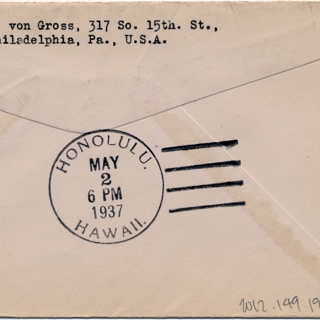 von Gross, 317 So. 15th. St.,
hiladelphia, Pa., U.S.A.
HONOLULU.
MAY
2
6 PM
1937
HAWAII.